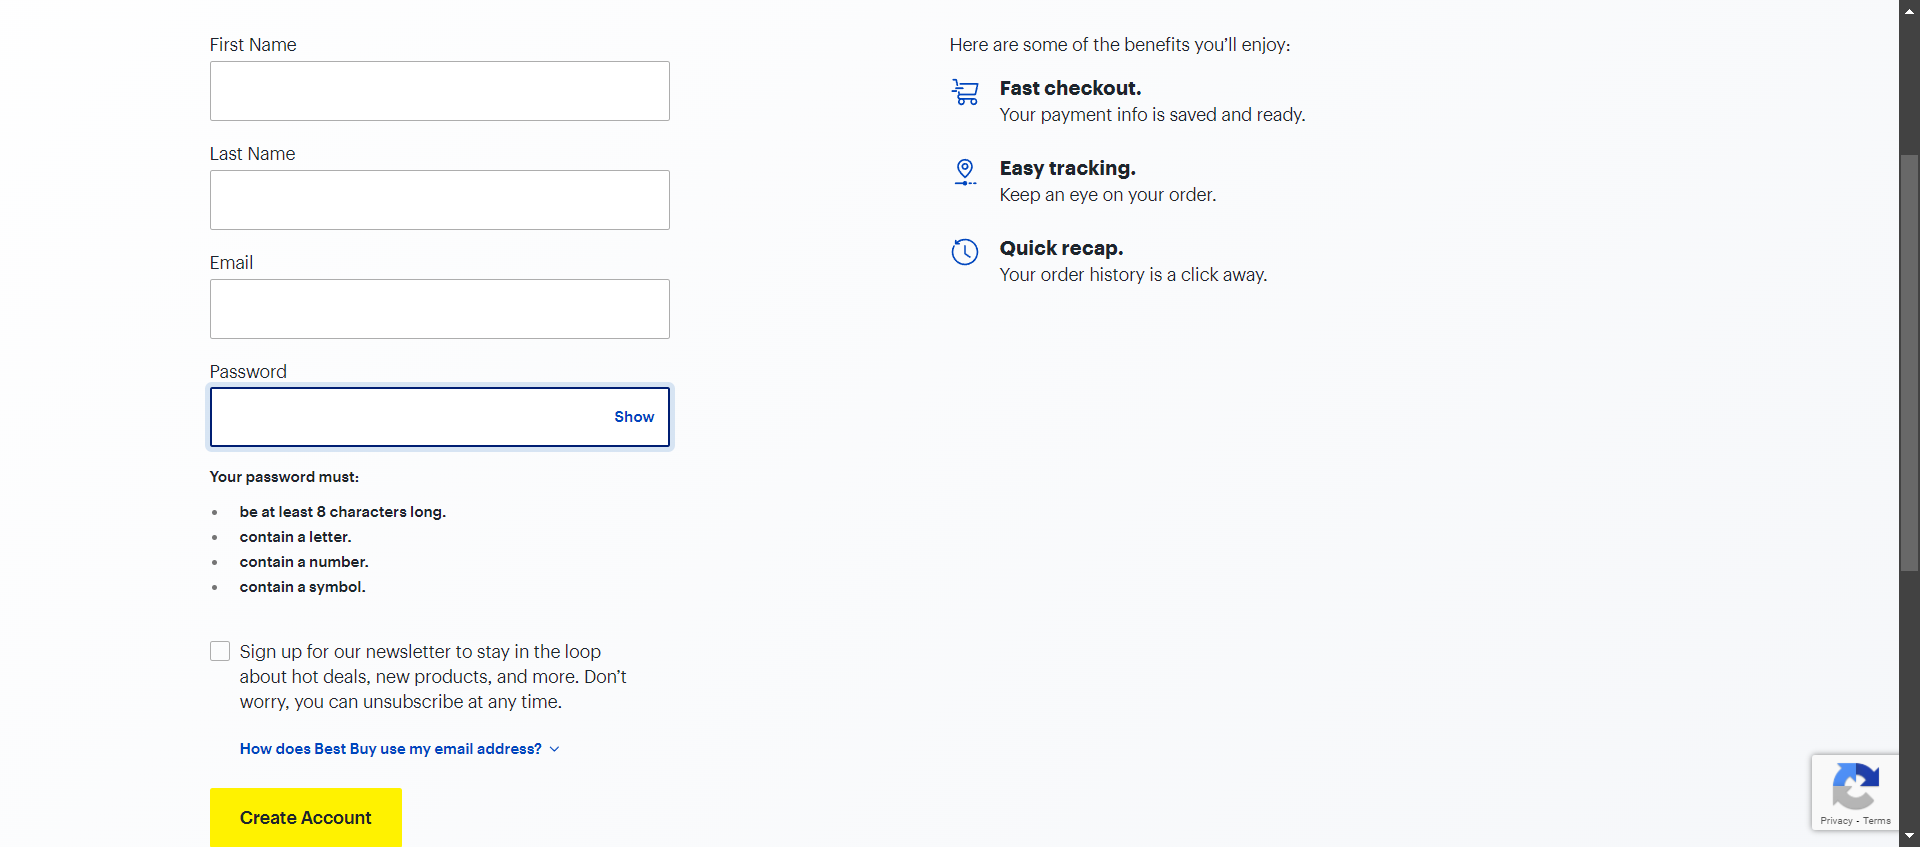 First Name
Last Name
Email
Password
Show
Your password must:
be at least 8 characters long.
contain a letter.
contain a number.
contain a symbol.
Sign up for our newsletter to stay in the loop
about hot deals, new products, and more. Don’t
worry, you can unsubscribe at any time.
How does Best Buy use my email address?
Create Account
Here are some of the benefits you’ll enjoy:
Fast checkout.
Your payment info is saved and ready.
Easy tracking.
Keep an eye on your order.
Quick recap.
Your order history is a click away.
Privacy - Terms